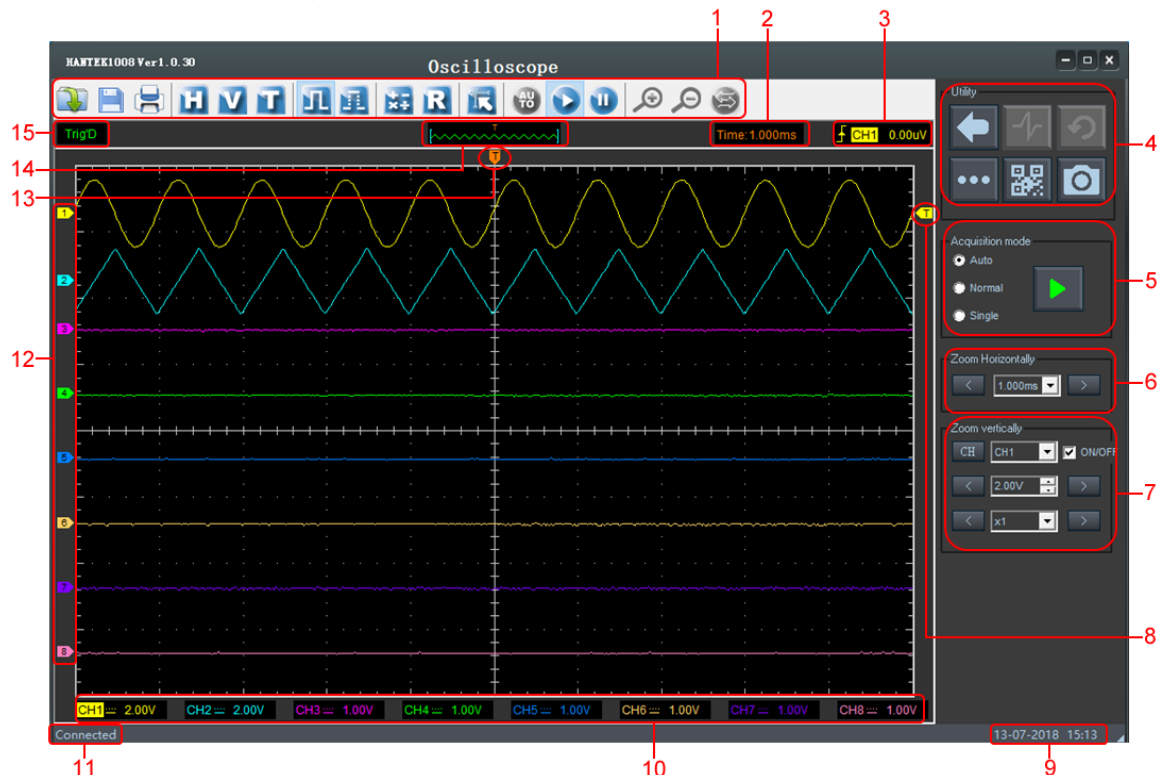 1 2 3
HANTEK1008 Ver1.0.30
Oscilloscope
H V T R AUTO
Utility
15 Trig'D T Time:1.000ms CH1 0.00uV
4
14 T
13
1 T
Acquisition mode
Auto
2 5
Normal
Single
3
12 Zoom Horizontally
< 1.000ms > 6
4
Zoom vertically
CH CH1 ON/OFF
5
< 2.00V > 7
6 < x1 >
7
8
8
CH1 2.00V CH2 2.00V CH3 1.00V CH4 1.00V CH5 1.00V CH6 1.00V CH7 1.00V CH8 1.00V
Connected 13-07-2018 15:13
11 10 9